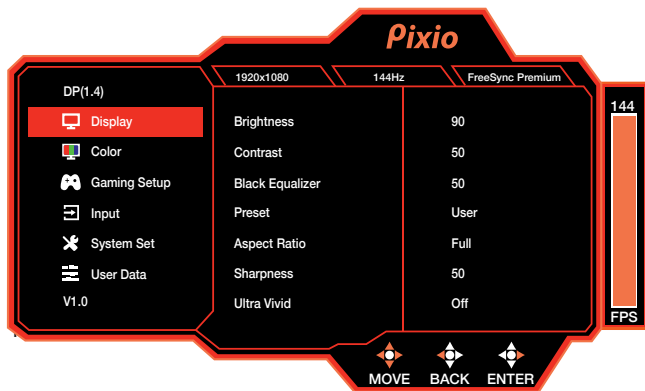 Pixio
1920x1080 144Hz FreeSync Premium
DP(1.4)
Display
Color
Gaming Setup
Input
System Set
User Data
V1.0
Brightness 90
Contrast 50
Black Equalizer 50
Preset User
Aspect Ratio Full
Sharpness 50
Ultra Vivid Off
144
FPS
MOVE BACK ENTER